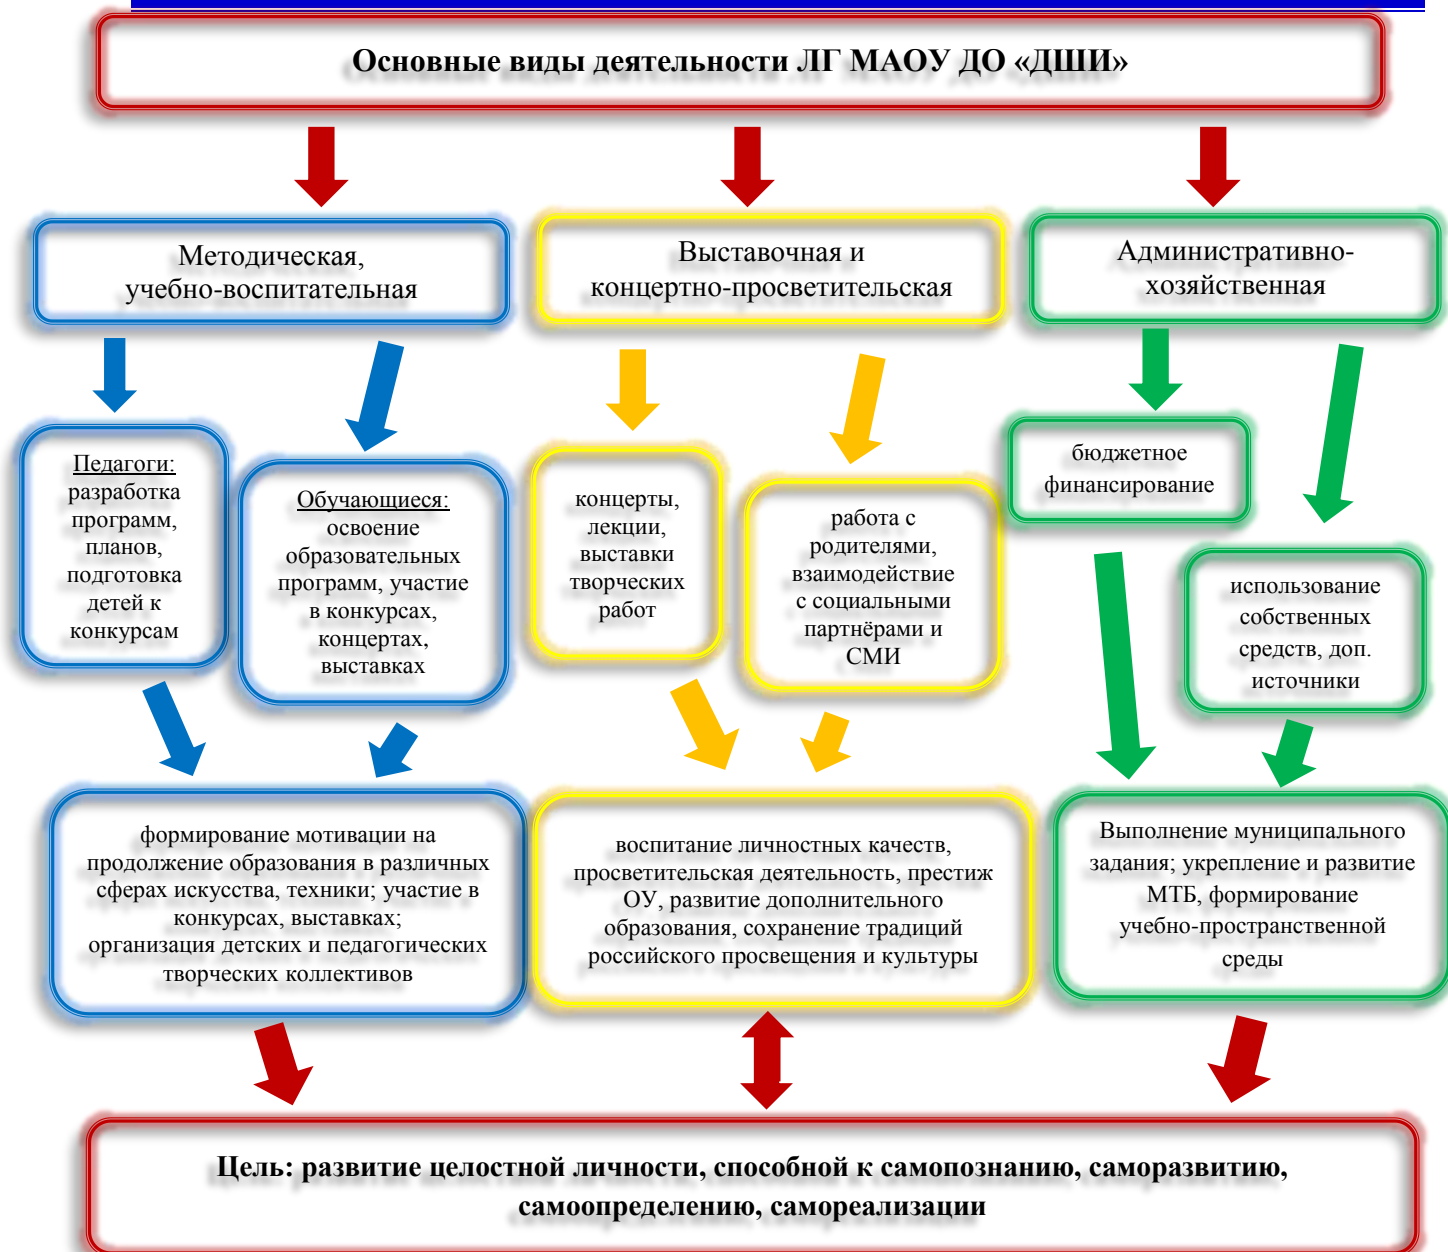 Основные виды деятельности ЛГ МАОУ ДО «ДШИ»
Методическая,
учебно-воспитательная
Выставочная и
концертно-просветительская
Административно-
хозяйственная
Педагоги:
разработка
программ,
планов,
подготовка
детей к
конкурсам
Обучающиеся:
освоение
образовательных
программ, участие
в конкурсах,
концертах,
выставках
концерты,
лекции,
выставки
творческих
работ
работа с
родителями,
взаимодействие
с социальными
партнёрами и
СМИ
бюджетное
финансирование
использование
собственных
средств, доп.
источники
формирование мотивации на
продолжение образования в различных
сферах искусства, техники; участие в
конкурсах, выставках;
организация детских и педагогических
творческих коллективов
воспитание личностных качеств,
просветительская деятельность, престиж
ОУ, развитие дополнительного
образования, сохранение традиций
российского просвещения и культуры
Выполнение муниципального
задания; укрепление и развитие
МТБ, формирование
учебно-пространственной
среды
Цель: развитие целостной личности, способной к самопознанию, саморазвитию,
самоопределению, самореализации